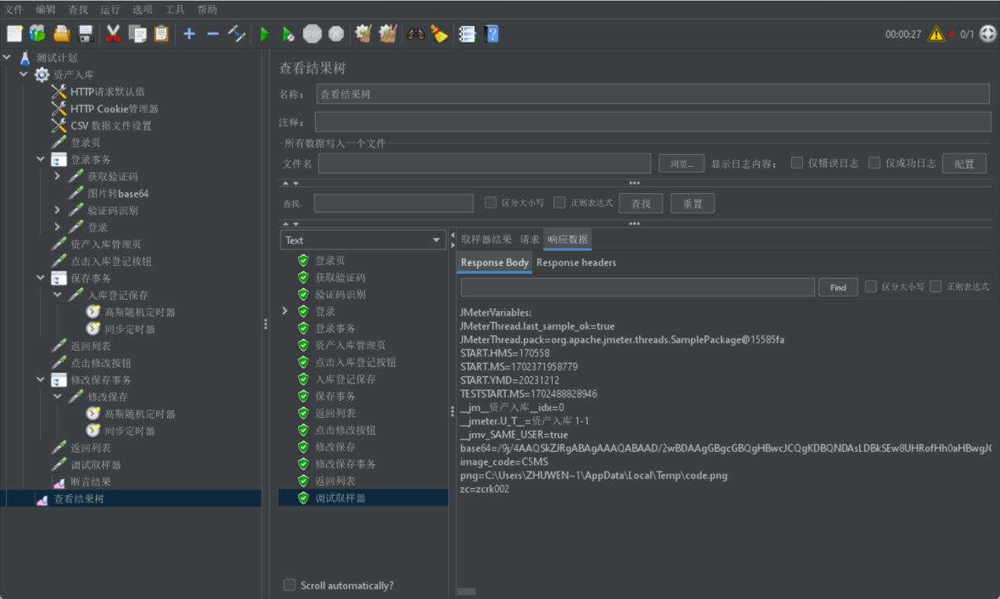 文件 编辑 查找 运行 选项 工具 帮助
00:00:27 4 0/1
测试计划
资产入库
HTTP请求默认值
HTTP Cookie管理器
CSV 数据文件设置
登录页
登录事务
获取验证码
图片转base64
验证码识别
登录
资产入库管理页
点击入库登记按钮
保存事务
入库登记保存
高斯随机定时器
同步定时器
返回列表
点击修改按钮
修改保存事务
修改保存
高斯随机定时器
同步定时器
返回列表
调试取样器
断言结果
查看结果树
查看结果树
名称： 查看结果树
注释：
所有数据写入一个文件
文件名 浏览... 显示日志内容： 仅错误日志 仅成功日志 配置
查找: 区分大小写 正则表达式 查找 重置
Text
登录页
获取验证码
验证码识别
登录
登录事务
资产入库管理页
点击入库登记按钮
入库登记保存
保存事务
返回列表
点击修改按钮
修改保存
修改保存事务
返回列表
调试取样器
Scroll automatically?
取样器结果 请求 响应数据
Response Body Response headers
Find 区分大小写 正则表达式
JMeterVariables:
JMeterThread.last_sample_ok=true
JMeterThread.pack=org.apache.jmeter.threads.SamplePackage@15585fa
START.HMS=170558
START.MS=1702371958779
START.YMD=20231212
TESTSTART.MS=1702488828946
__jm__资产入库__idx=0
__jmeter.U_T__=资产入库 1-1
__jmv_SAME_USER=true
base64=/9j/4AAQSkZJRgABAgAAAQABAAD/2wBDAAgGBgcGBQgHBwcJCQgKDBQNDAsLDBkSEw8UHRofHh0aHBwgJC
image_code=C5MS
png=C:\Users\ZHUWEN~1\AppData\Local\Temp\code.png
zc=zcrk002